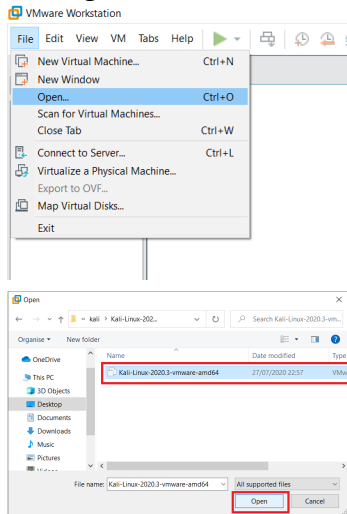 VMware Workstation
File Edit View VM Tabs Help
New Virtual Machine... Ctrl+N
New Window
Open... Ctrl+O
Scan for Virtual Machines...
Close Tab Ctrl+W
Connect to Server... Ctrl+L
Virtualize a Physical Machine...
Export to OVF...
Map Virtual Disks...
Exit
Open
« kali > Kali-Linux-202... Search Kali-Linux-2020.3-vm...
Organise New folder
Name Date modified Type
OneDrive
Kali-Linux-2020.3-vmware-amd64 27/07/2020 22:57 VMw
This PC
3D Objects
Desktop
Documents
Downloads
Music
Pictures
File name: Kali-Linux-2020.3-vmware-amd64 All supported files
Open Cancel